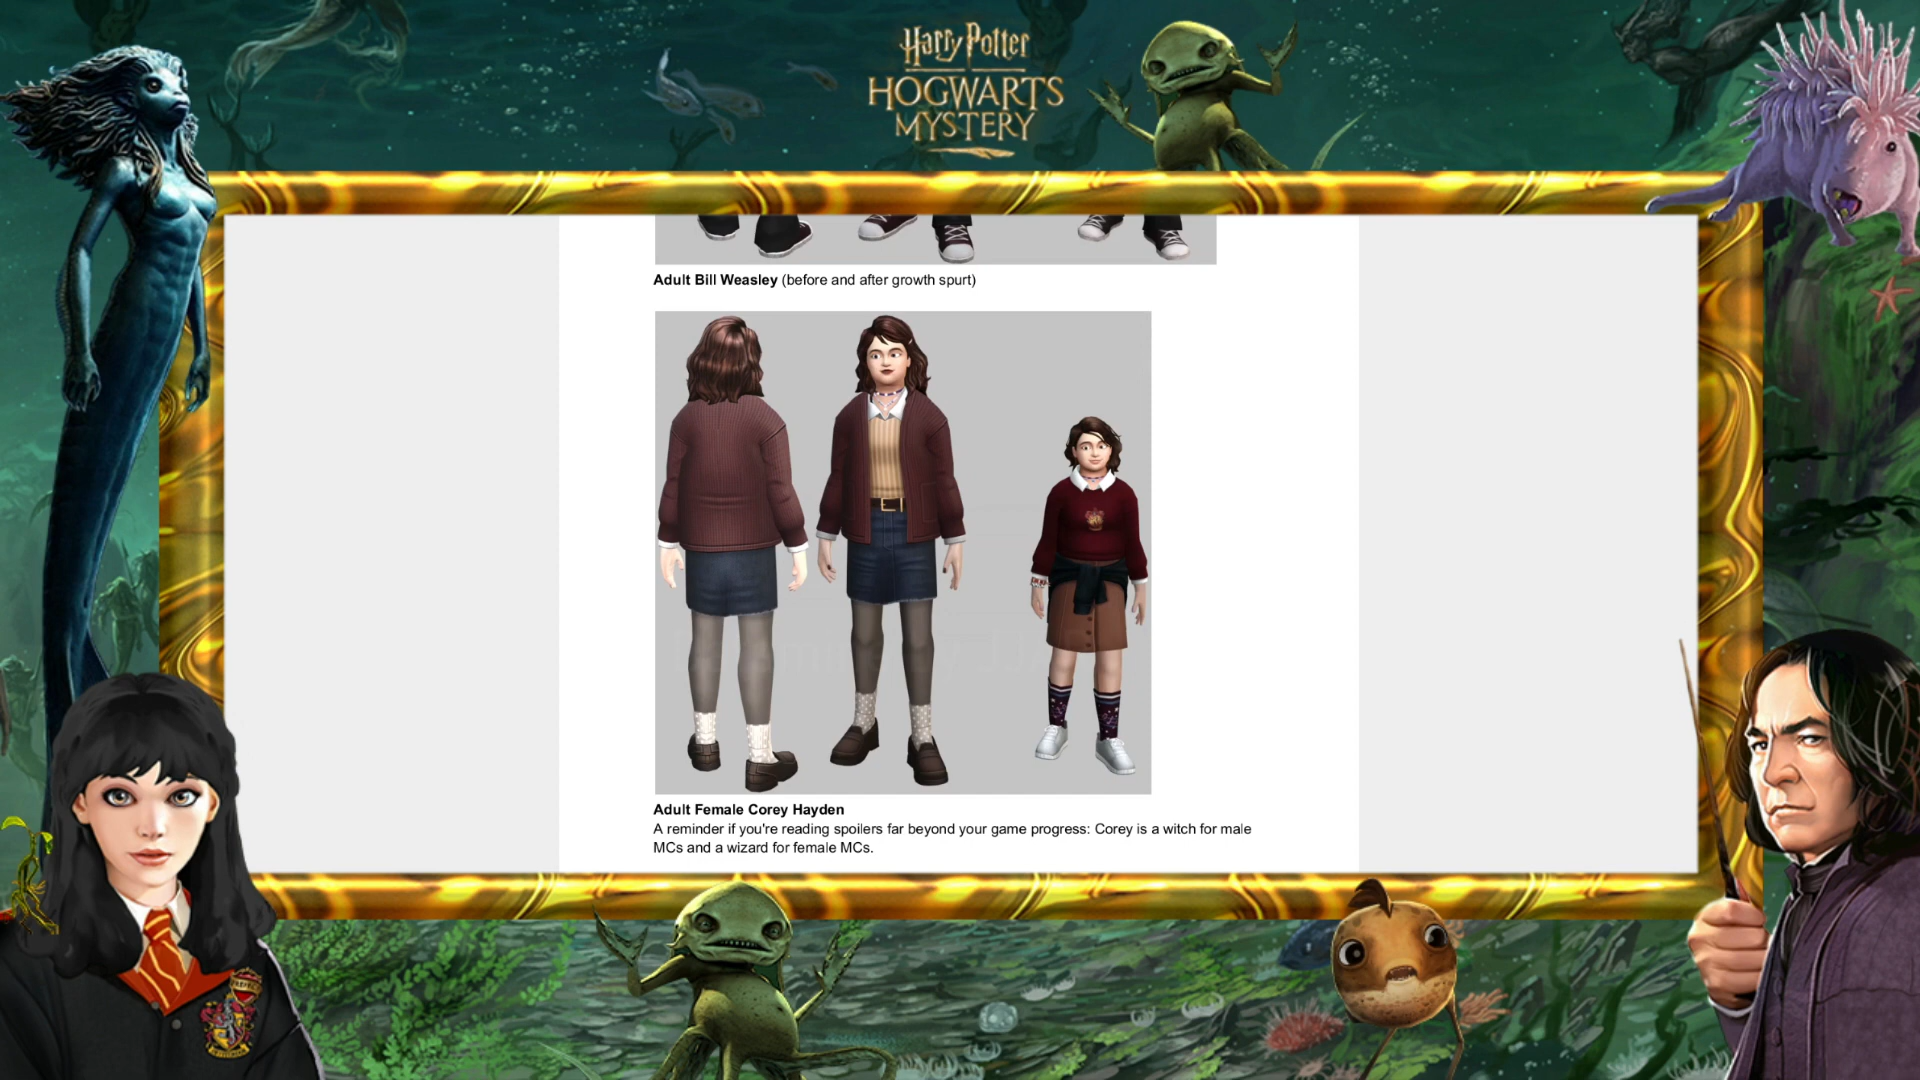 Harry Potter
HOGWARTS
MYSTERY
Adult Bill Weasley (before and after growth spurt)
Adult Female Corey Hayden
A reminder if you're reading spoilers far beyond your game progress: Corey is a witch for male
MCs and a wizard for female MCs.
PREFECT